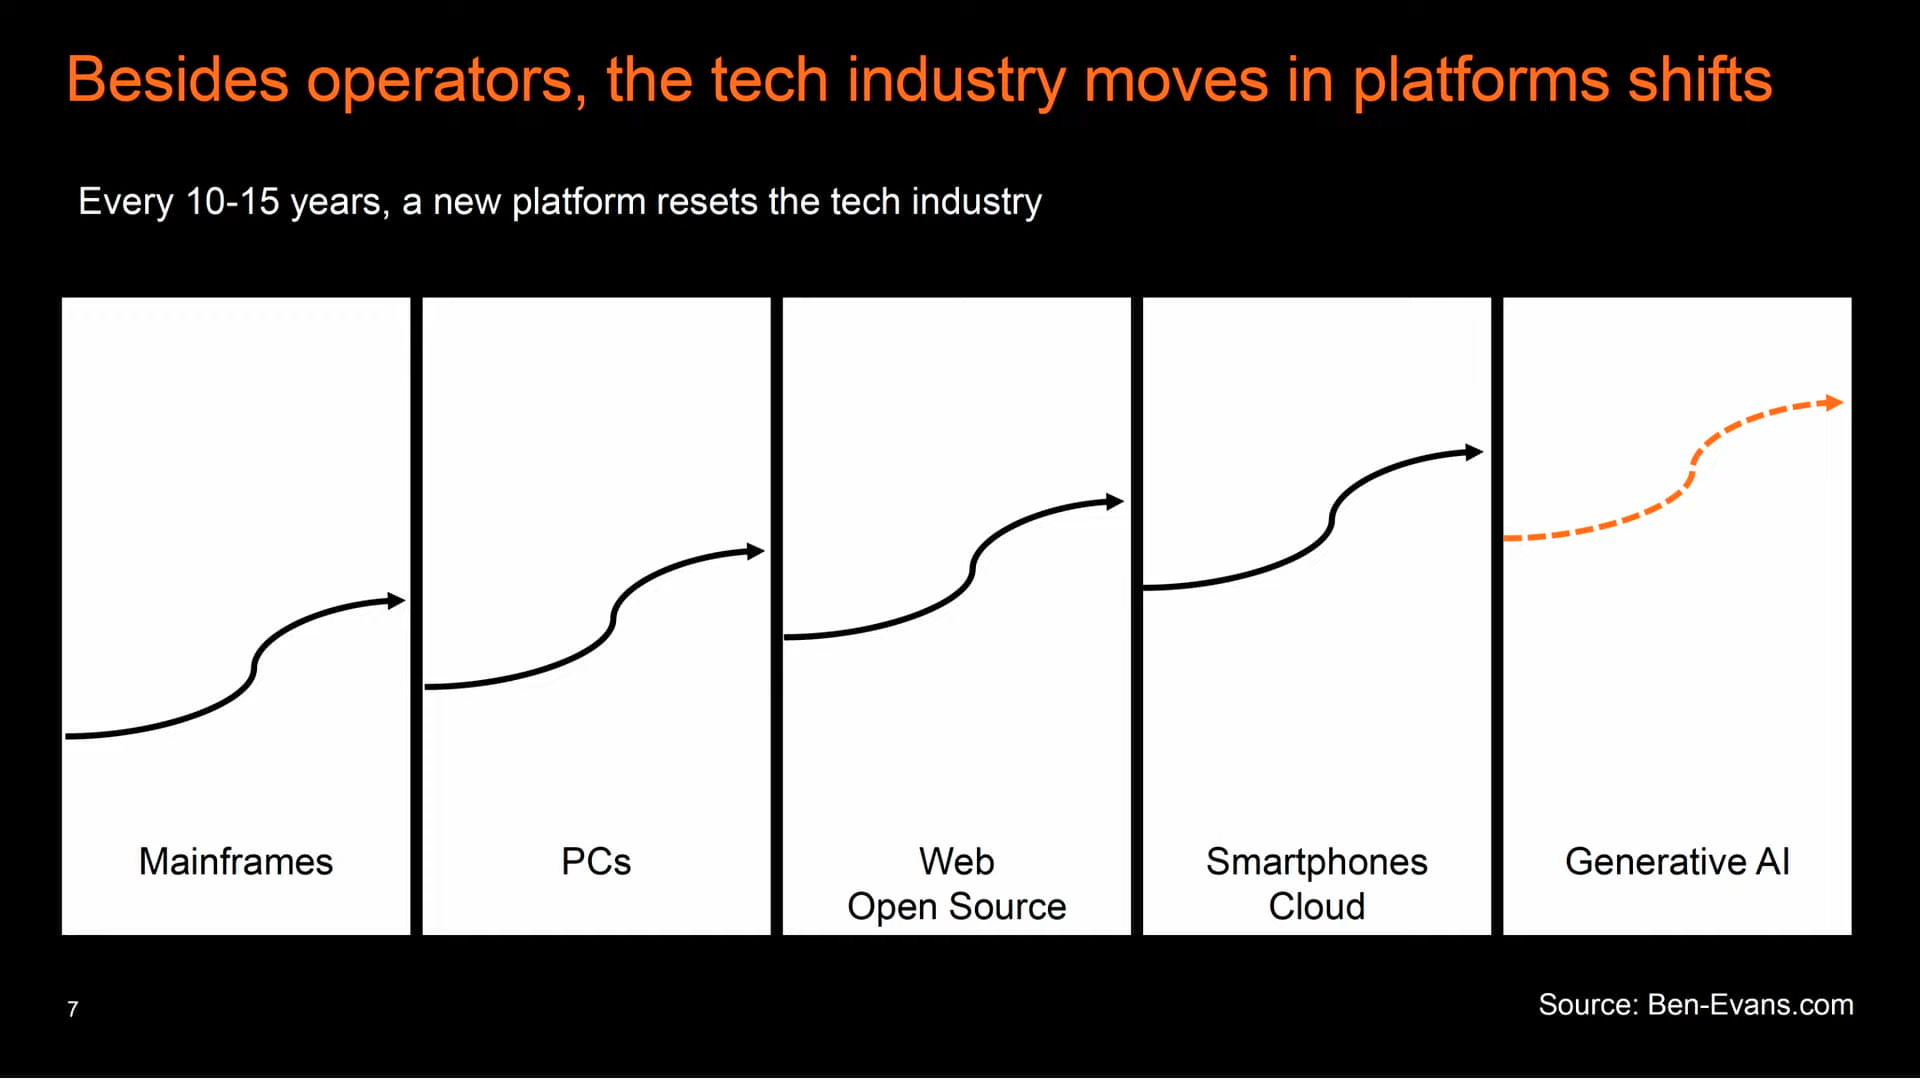 Besides operators, the tech industry moves in platforms shifts
Every 10-15 years, a new platform resets the tech industry
Mainframes
PCs
Web
Open Source
Smartphones
Cloud
Generative AI
7
Source: Ben-Evans.com